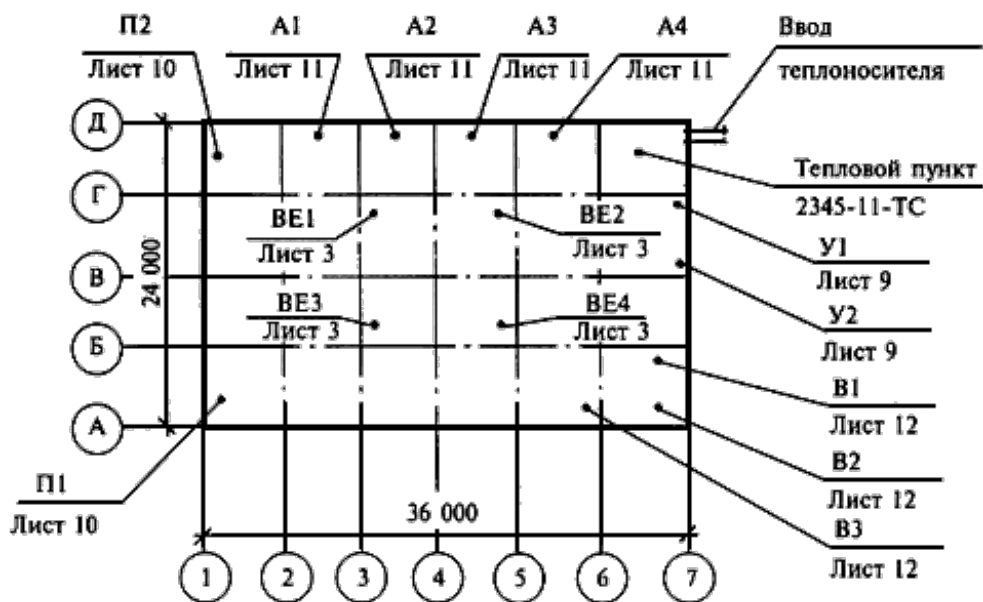 П2
Лист 10
А1
Лист 11
А2
Лист 11
А3
Лист 11
А4
Лист 11
Ввод
теплоносителя
Д
Г
В
Б
А
24 000
Тепловой пункт
2345-11-ТС
ВЕ1
Лист 3
ВЕ2
Лист 3
У1
Лист 9
ВЕ3
Лист 3
ВЕ4
Лист 3
У2
Лист 9
В1
Лист 12
В2
Лист 12
В3
Лист 12
П1
Лист 10
36 000
1
2
3
4
5
6
7